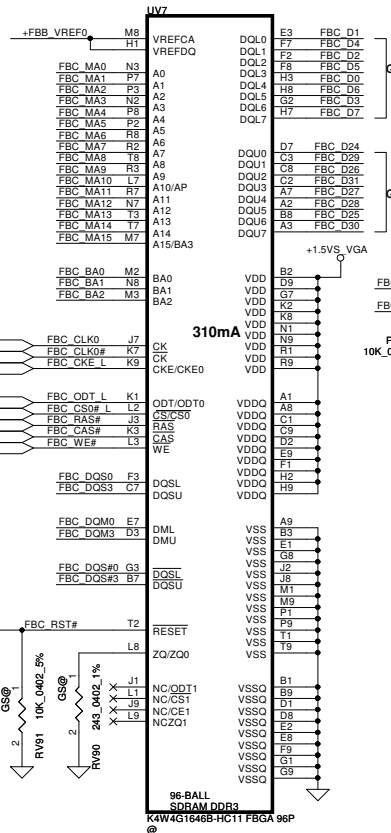 UV7
+FBB_VREF0 M8 VREFCA
H1 VREFDQ
FBC_MA0 N3 A0
FBC_MA1 P7 A1
FBC_MA2 P3 A2
FBC_MA3 N2 A3
FBC_MA4 P8 A4
FBC_MA5 P2 A5
FBC_MA6 R8 A6
FBC_MA7 R2 A7
FBC_MA8 T8 A8
FBC_MA9 R3 A9
FBC_MA10 L7 A10/AP
FBC_MA11 R7 A11
FBC_MA12 N7 A12
FBC_MA13 T3 A13
FBC_MA14 T7 A14
FBC_MA15 M7 A15/BA3
FBC_BA0 M2 BA0
FBC_BA1 N8 BA1
FBC_BA2 M3 BA2
FBC_CLK0 J7 CK
FBC_CLK0# K7 CK
FBC_CKE_L K9 CKE/CKE0
FBC_ODT_L K1 ODT/ODT0
FBC_CS0#_L L2 CS/CS0
FBC_RAS# J3 RAS
FBC_CAS# K3 CAS
FBC_WE# L3 WE
FBC_DQS0 F3 DQSL
FBC_DQS3 C7 DQSU
FBC_DQM0 E7 DML
FBC_DQM3 D3 DMU
FBC_DQS#0 G3 DQSL
FBC_DQS#3 B7 DQSU
FBC_RST# T2 RESET
L8 ZQ/ZQ0
J1 NC/ODT1
L1 NC/CS1
J9 NC/CE1
L9 NCZQ1
GS@
RV91 10K_0402_5%
1
2
GS@
RV90 243_0402_1%
1
2
310mA
DQL0 E3 FBC_D1
DQL1 F7 FBC_D4
DQL2 F2 FBC_D2
DQL3 F8 FBC_D5
DQL4 H3 FBC_D0
DQL5 H8 FBC_D6
DQL6 G2 FBC_D3
DQL7 H7 FBC_D7
DQU0 D7 FBC_D24
DQU1 C3 FBC_D29
DQU2 C8 FBC_D26
DQU3 C2 FBC_D31
DQU4 A7 FBC_D27
DQU5 A2 FBC_D28
DQU6 B8 FBC_D25
DQU7 A3 FBC_D30
+1.5VS_VGA
VDD B2
VDD D9
VDD G7
VDD K2
VDD K8
VDD N1
VDD N9
VDD R1
VDD R9
VDDQ A1
VDDQ A8
VDDQ C1
VDDQ C9
VDDQ D2
VDDQ E9
VDDQ F1
VDDQ H2
VDDQ H9
VSS A9
VSS B3
VSS E1
VSS G8
VSS J2
VSS J8
VSS M1
VSS M9
VSS P1
VSS P9
VSS T1
VSS T9
VSSQ B1
VSSQ B9
VSSQ D1
VSSQ D8
VSSQ E2
VSSQ E8
VSSQ F9
VSSQ G1
VSSQ G9
96-BALL
SDRAM DDR3
K4W4G1646B-HC11 FBGA 96P
@